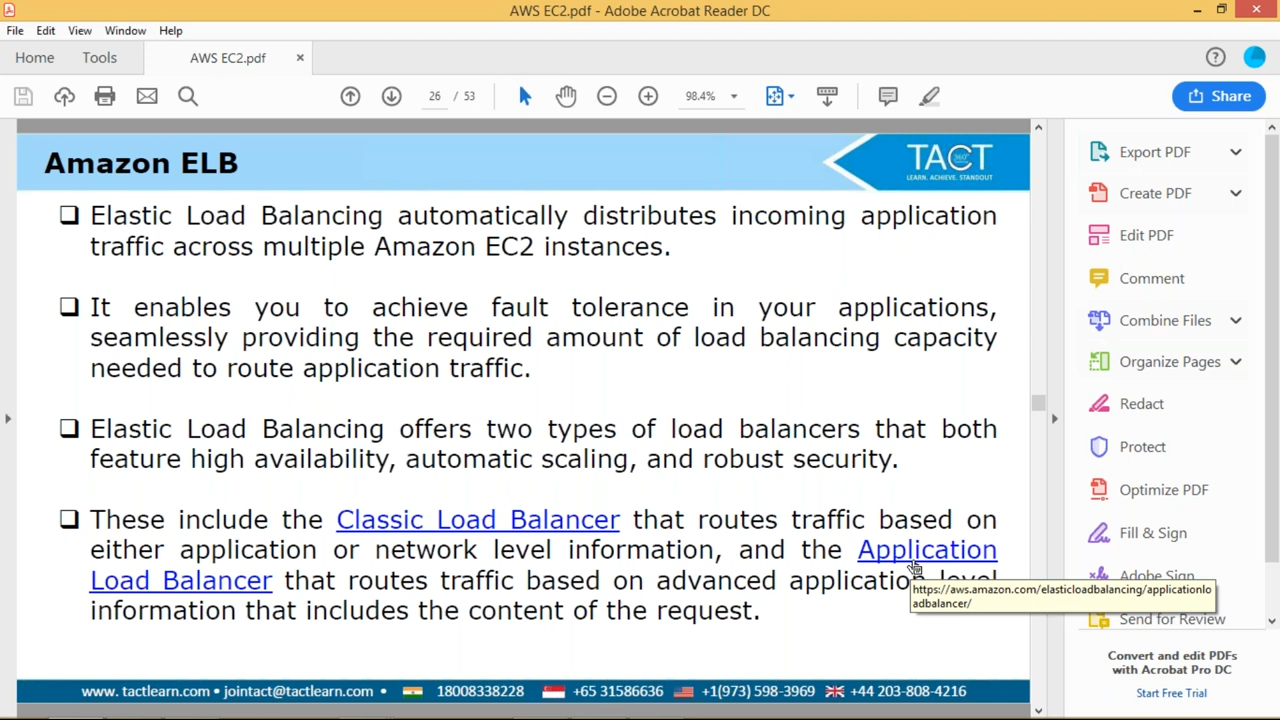 AWS EC2.pdf - Adobe Acrobat Reader DC
File Edit View Window Help
Home Tools AWS EC2.pdf ×
26 / 53 98.4% Share
Amazon ELB
TACT
360°
LEARN. ACHIEVE. STANDOUT
❑ Elastic Load Balancing automatically distributes incoming application
traffic across multiple Amazon EC2 instances.
❑ It enables you to achieve fault tolerance in your applications,
seamlessly providing the required amount of load balancing capacity
needed to route application traffic.
❑ Elastic Load Balancing offers two types of load balancers that both
feature high availability, automatic scaling, and robust security.
❑ These include the Classic Load Balancer that routes traffic based on
either application or network level information, and the Application
Load Balancer that routes traffic based on advanced application level
information that includes the content of the request.
https://aws.amazon.com/elasticloadbalancing/applicationlo
adbalancer/
www. tactlearn.com • jointact@tactlearn.com • 18008338228 +65 31586636 +1(973) 598-3969 +44 203-808-4216
Export PDF
Create PDF
Edit PDF
Comment
Combine Files
Organize Pages
Redact
Protect
Optimize PDF
Fill & Sign
Adobe Sign
Send for Review
Convert and edit PDFs
with Acrobat Pro DC
Start Free Trial